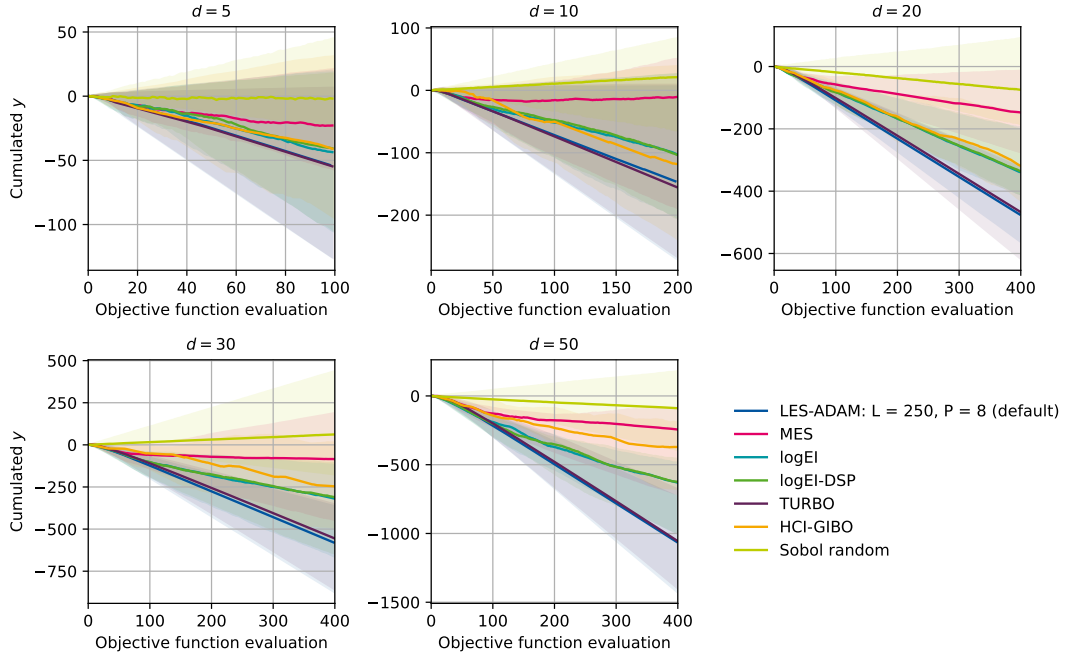 d = 5
d = 10
d = 20
50
0
−50
−100
100
0
−100
−200
0
−200
−400
−600
Cumulated y
0 20 40 60 80 100
0 50 100 150 200
0 100 200 300 400
Objective function evaluation
Objective function evaluation
Objective function evaluation
d = 30
d = 50
500
250
0
−250
−500
−750
0
−500
−1000
−1500
Cumulated y
0 100 200 300 400
0 100 200 300 400
Objective function evaluation
Objective function evaluation
LES-ADAM: L = 250, P = 8 (default)
MES
logEI
logEI-DSP
TURBO
HCI-GIBO
Sobol random